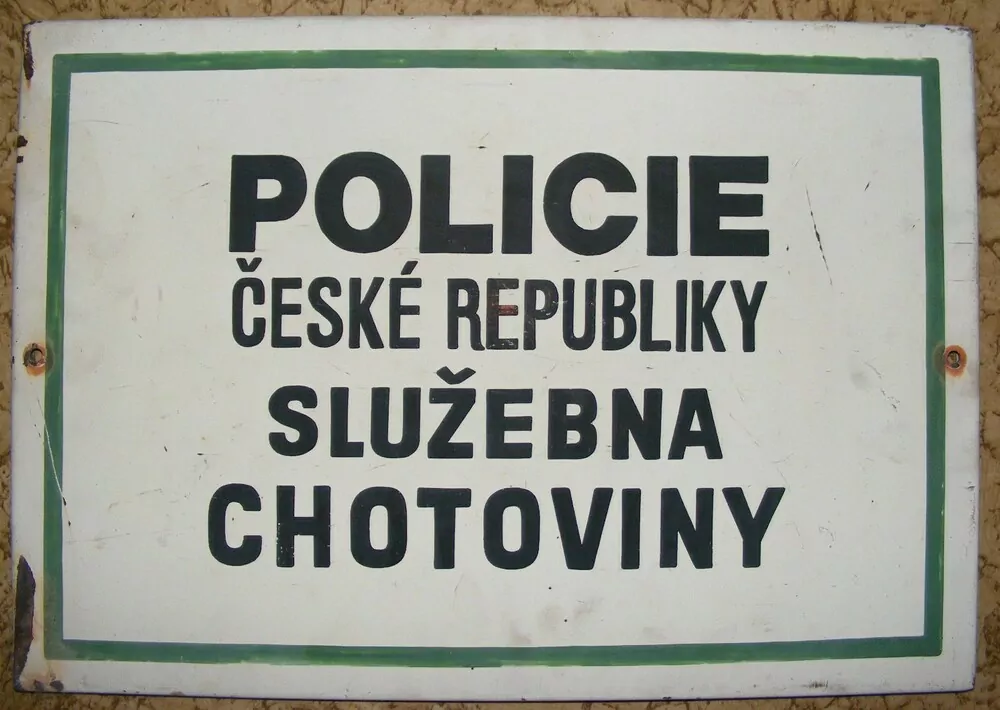 POLICIE
ČESKÉ REPUBLIKY
SLUŽEBNA
CHOTOVINY